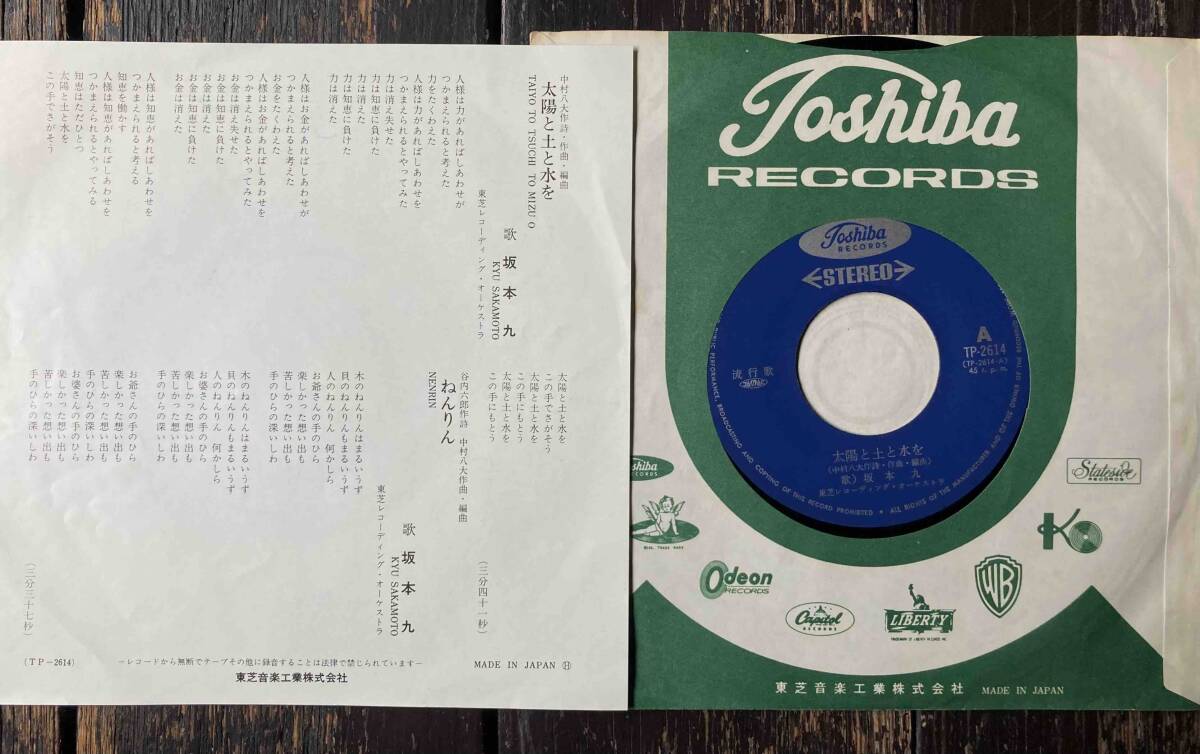 中村八大作詩・作曲・編曲
太陽と土と水を
TAIYO TO TSUCHI TO MIZU O
歌 坂本九
KYU SAKAMOTO
東芝レコーディング・オーケストラ
人様は力があればしあわせが
つかまえられると考えた
力をたくわえた
人様は力があればしあわせを
つかまえられるとやってみた
力は消え失せた
力は知恵に負けた
力は消えた
人様はお金があればしあわせが
つかまえられると考えた
お金をたくわえた
人様はお金があればしあわせを
つかまえられるとやってみた
お金は消え失せた
お金は知恵に負けた
お金は消えた
人様は知恵があればしあわせを
つかまえられると考える
知恵を働かす
人様は知恵があればしあわせを
つかまえられるとやってみる
知恵はただひとつ
太陽と土と水を
この手でさがそう
太陽と土と水を
この手でさがそう
太陽と土と水を
この手にもとう
太陽と土と水を
この手にもとう
(三分四十一秒)
谷内六郎作詩 中村八大作曲・編曲
ねんりん
NENRIN
歌 坂本九
KYU SAKAMOTO
東芝レコーディング・オーケストラ
木のねんりんはまるいうず
貝のねんりんもまるいうず
人のねんりん 何かしら
お爺さんの手のひら
楽しかった想い出も
苦しかった想い出も
手のひらの深いしわ
木のねんりんはまるいうず
貝のねんりんもまるいうず
人のねんりん 何かしら
お婆さんの手のひら
楽しかった想い出も
苦しかった想い出も
手のひらの深いしわ
お爺さんの手のひら
楽しかった想い出も
苦しかった想い出も
手のひらの深いしわ
お婆さんの手のひら
楽しかった想い出も
苦しかった想い出も
手のひらの深いしわ
(三分三十七秒)
(TP-2614)
−レコードから無断でテープその他に録音することは法律で禁じられています−
MADE IN JAPAN Ⓗ
東芝音楽工業株式会社
Toshiba
RECORDS
Toshiba
RECORDS
STEREO
A
TP-2614
(TP-2614-A)
45 r.p.m.
流行歌
太陽と土と水を
(中村八大作詩・作曲・編曲)
歌) 坂本 九
東芝レコーディング・オーケストラ
PUBLIC PERFORMANCE, BROADCASTING AND COPYING OF THIS RECORD PROHIBITED ★ ALL RIGHTS OF THE MANUFACTURER AND OF THE OWNER OF THE RECORDED
Toshiba
RECORDS
Stateside
RECORDS
Odeon
RECORDS
Capitol
RECORDS
LIBERTY
WB
東芝音楽工業株式会社 MADE IN JAPAN